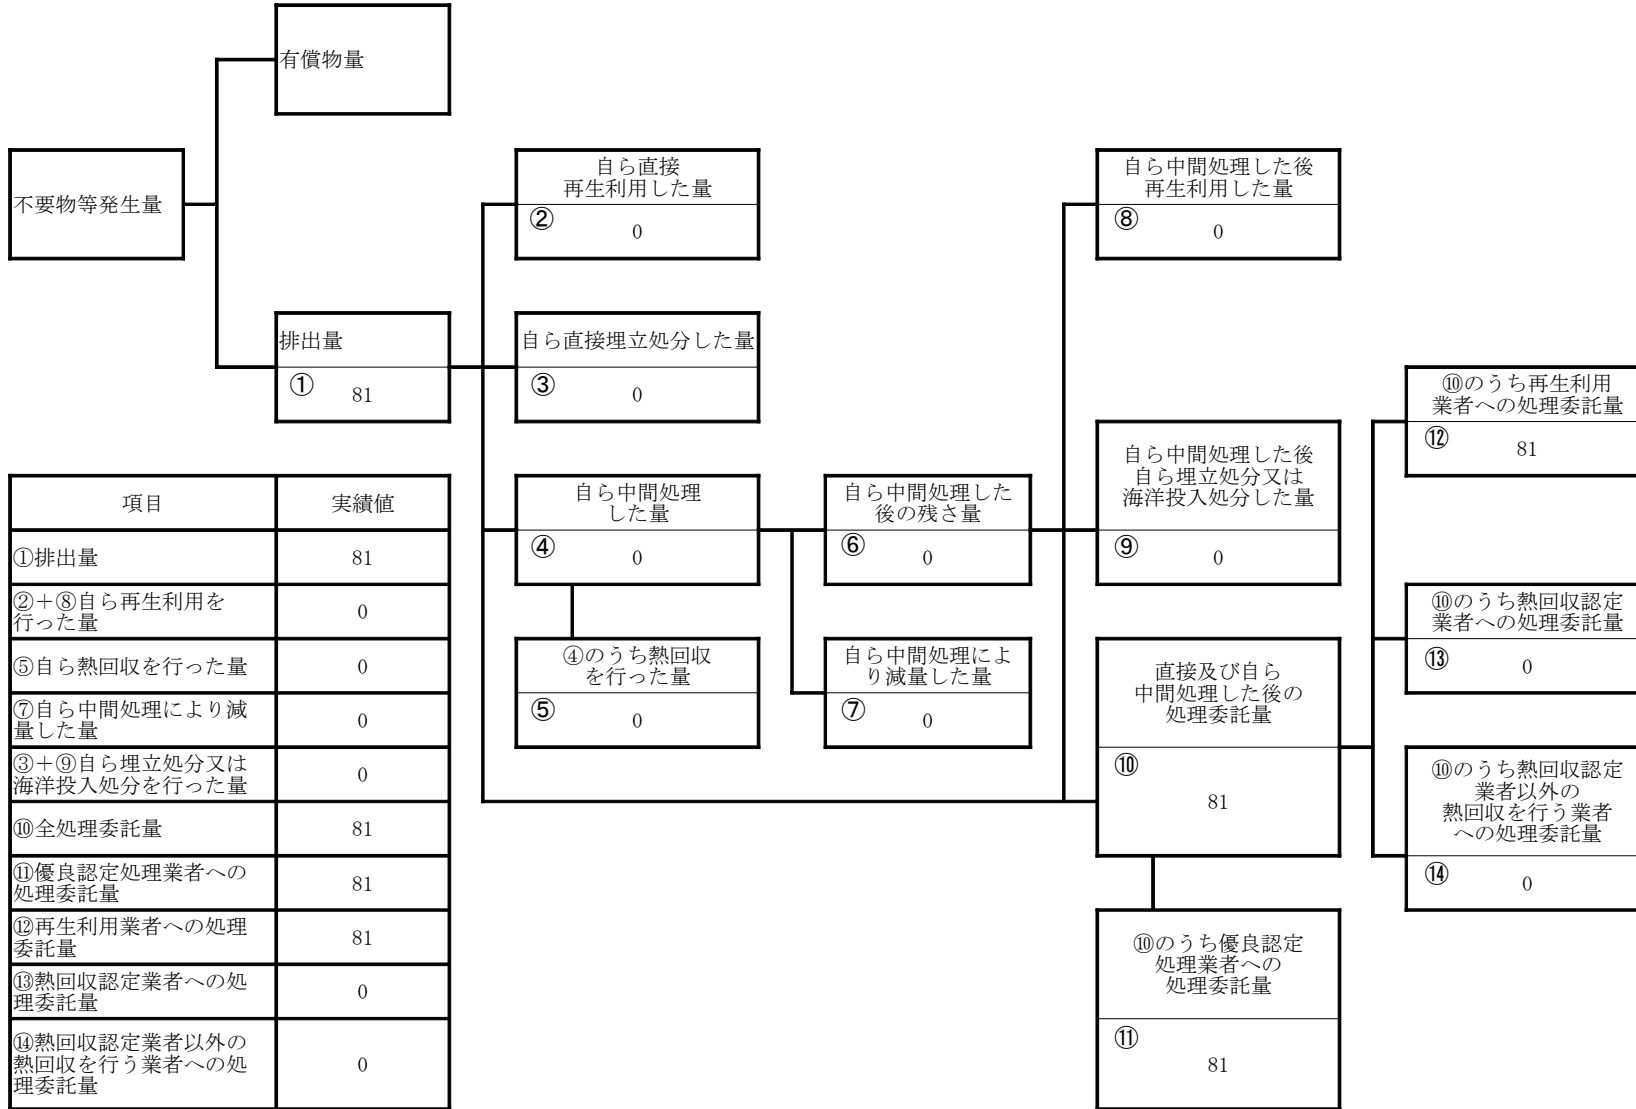 有償物量
不要物等発生量
自ら直接
再生利用した量
②
0
自ら中間処理した後
再生利用した量
⑧
0
排出量
①
81
自ら直接埋立処分した量
③
0
⑩のうち再生利用
業者への処理委託量
⑫
81
自ら中間処理
した量
④
0
自ら中間処理した
後の残さ量
⑥
0
自ら中間処理した後
自ら埋立処分又は
海洋投入処分した量
⑨
0
④のうち熱回収
を行った量
⑤
0
自ら中間処理によ
り減量した量
⑦
0
直接及び自ら
中間処理した後の
処理委託量
⑩
81
⑩のうち熱回収認定
業者への処理委託量
⑬
0
⑩のうち熱回収認定
業者以外の
熱回収を行う業者
への処理委託量
⑭
0
⑩のうち優良認定
処理業者への
処理委託量
⑪
81
項目 実績値
①排出量 81
②+⑧自ら再生利用を
行った量 0
⑤自ら熱回収を行った量 0
⑦自ら中間処理により減
量した量 0
③+⑨自ら埋立処分又は
海洋投入処分を行った量 0
⑩全処理委託量 81
⑪優良認定処理業者への
処理委託量 81
⑫再生利用業者への処理
委託量 81
⑬熱回収認定業者への処
理委託量 0
⑭熱回収認定業者以外の
熱回収を行う業者への処
理委託量 0